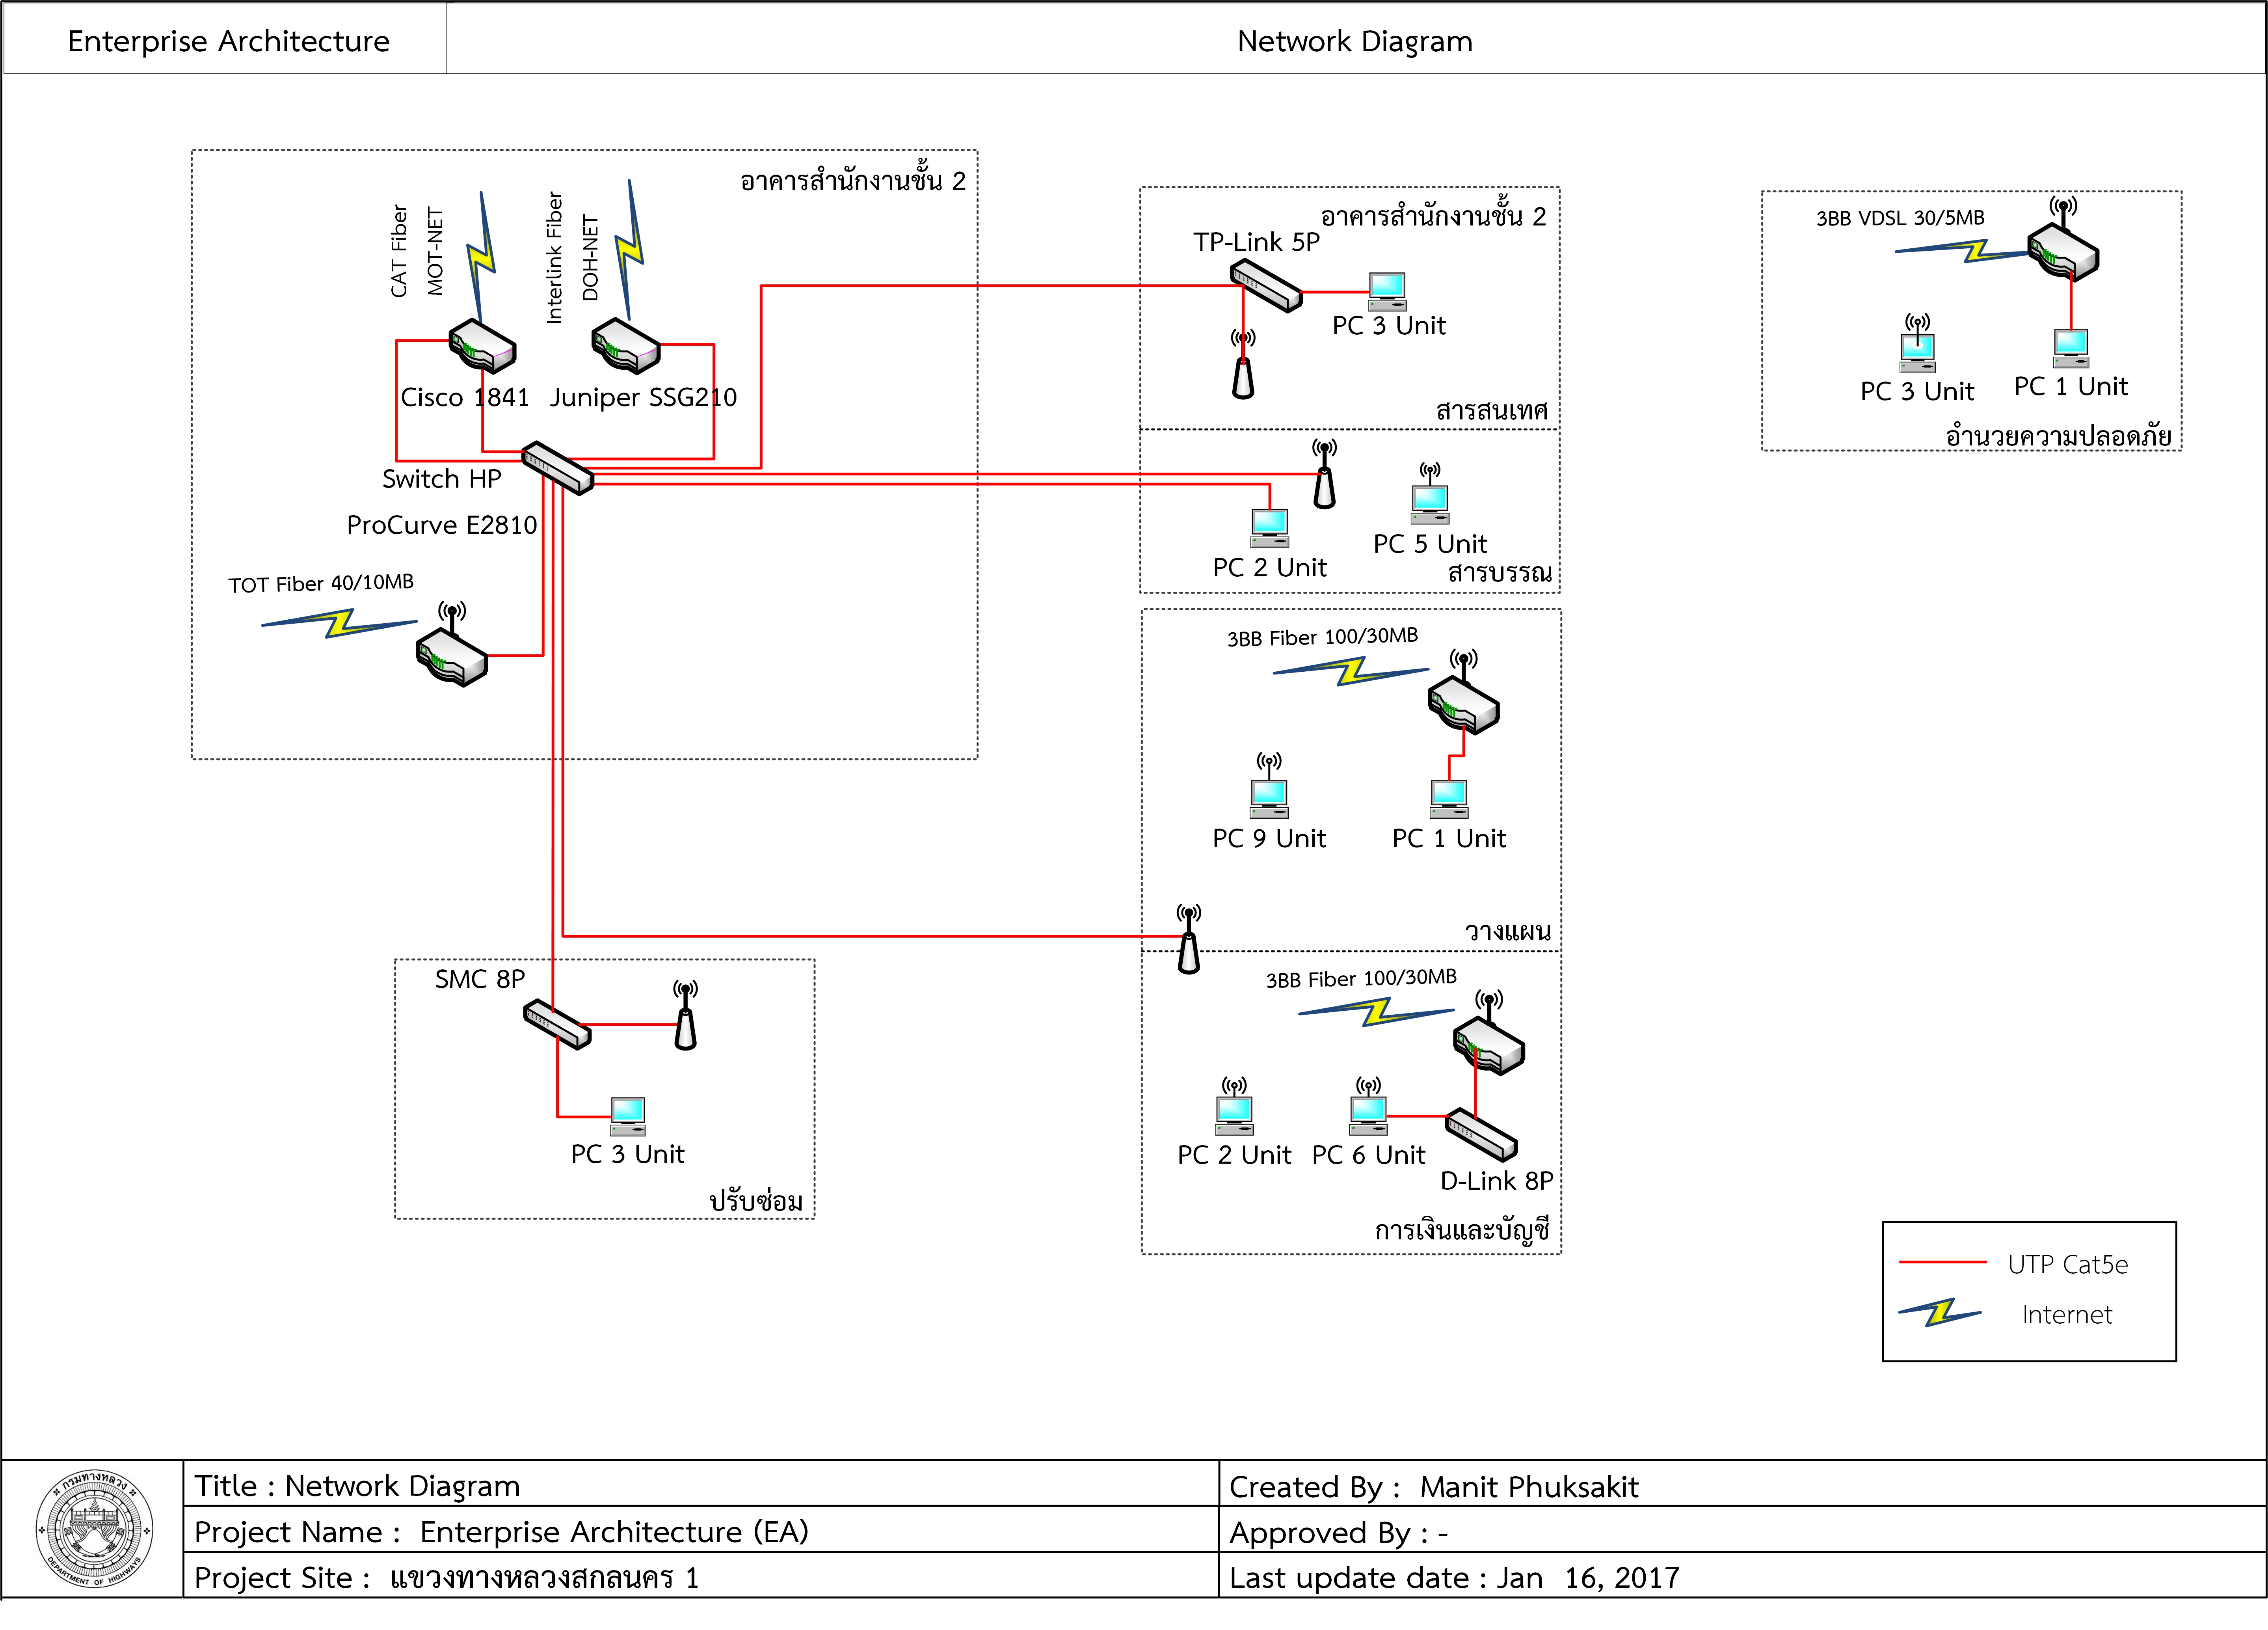 Enterprise Architecture
Network Diagram
อาคารสำนักงานชั้น 2
CAT Fiber
MOT-NET
Interlink Fiber
DOH-NET
Cisco 1841
Juniper SSG210
Switch HP
ProCurve E2810
TOT Fiber 40/10MB
อาคารสำนักงานชั้น 2
TP-Link 5P
PC 3 Unit
สารสนเทศ
PC 2 Unit
PC 5 Unit
สารบรรณ
3BB VDSL 30/5MB
PC 3 Unit
PC 1 Unit
อำนวยความปลอดภัย
3BB Fiber 100/30MB
PC 9 Unit
PC 1 Unit
วางแผน
3BB Fiber 100/30MB
PC 2 Unit
PC 6 Unit
D-Link 8P
การเงินและบัญชี
SMC 8P
PC 3 Unit
ปรับซ่อม
UTP Cat5e
Internet
กรมทางหลวง
DEPARTMENT OF HIGHWAYS
Title : Network Diagram
Project Name : Enterprise Architecture (EA)
Project Site : แขวงทางหลวงสกลนคร 1
Created By : Manit Phuksakit
Approved By : -
Last update date : Jan 16, 2017